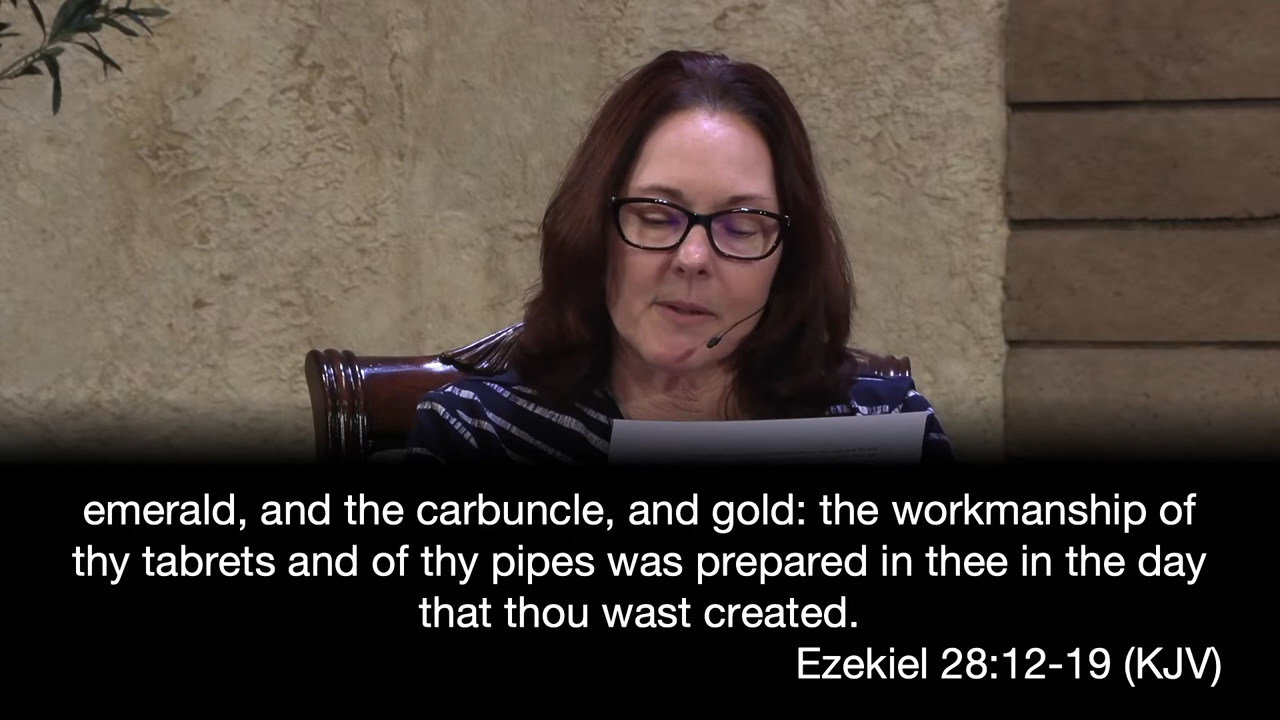 emerald, and the carbuncle, and gold: the workmanship of
thy tabrets and of thy pipes was prepared in thee in the day
that thou wast created.
Ezekiel 28:12-19 (KJV)